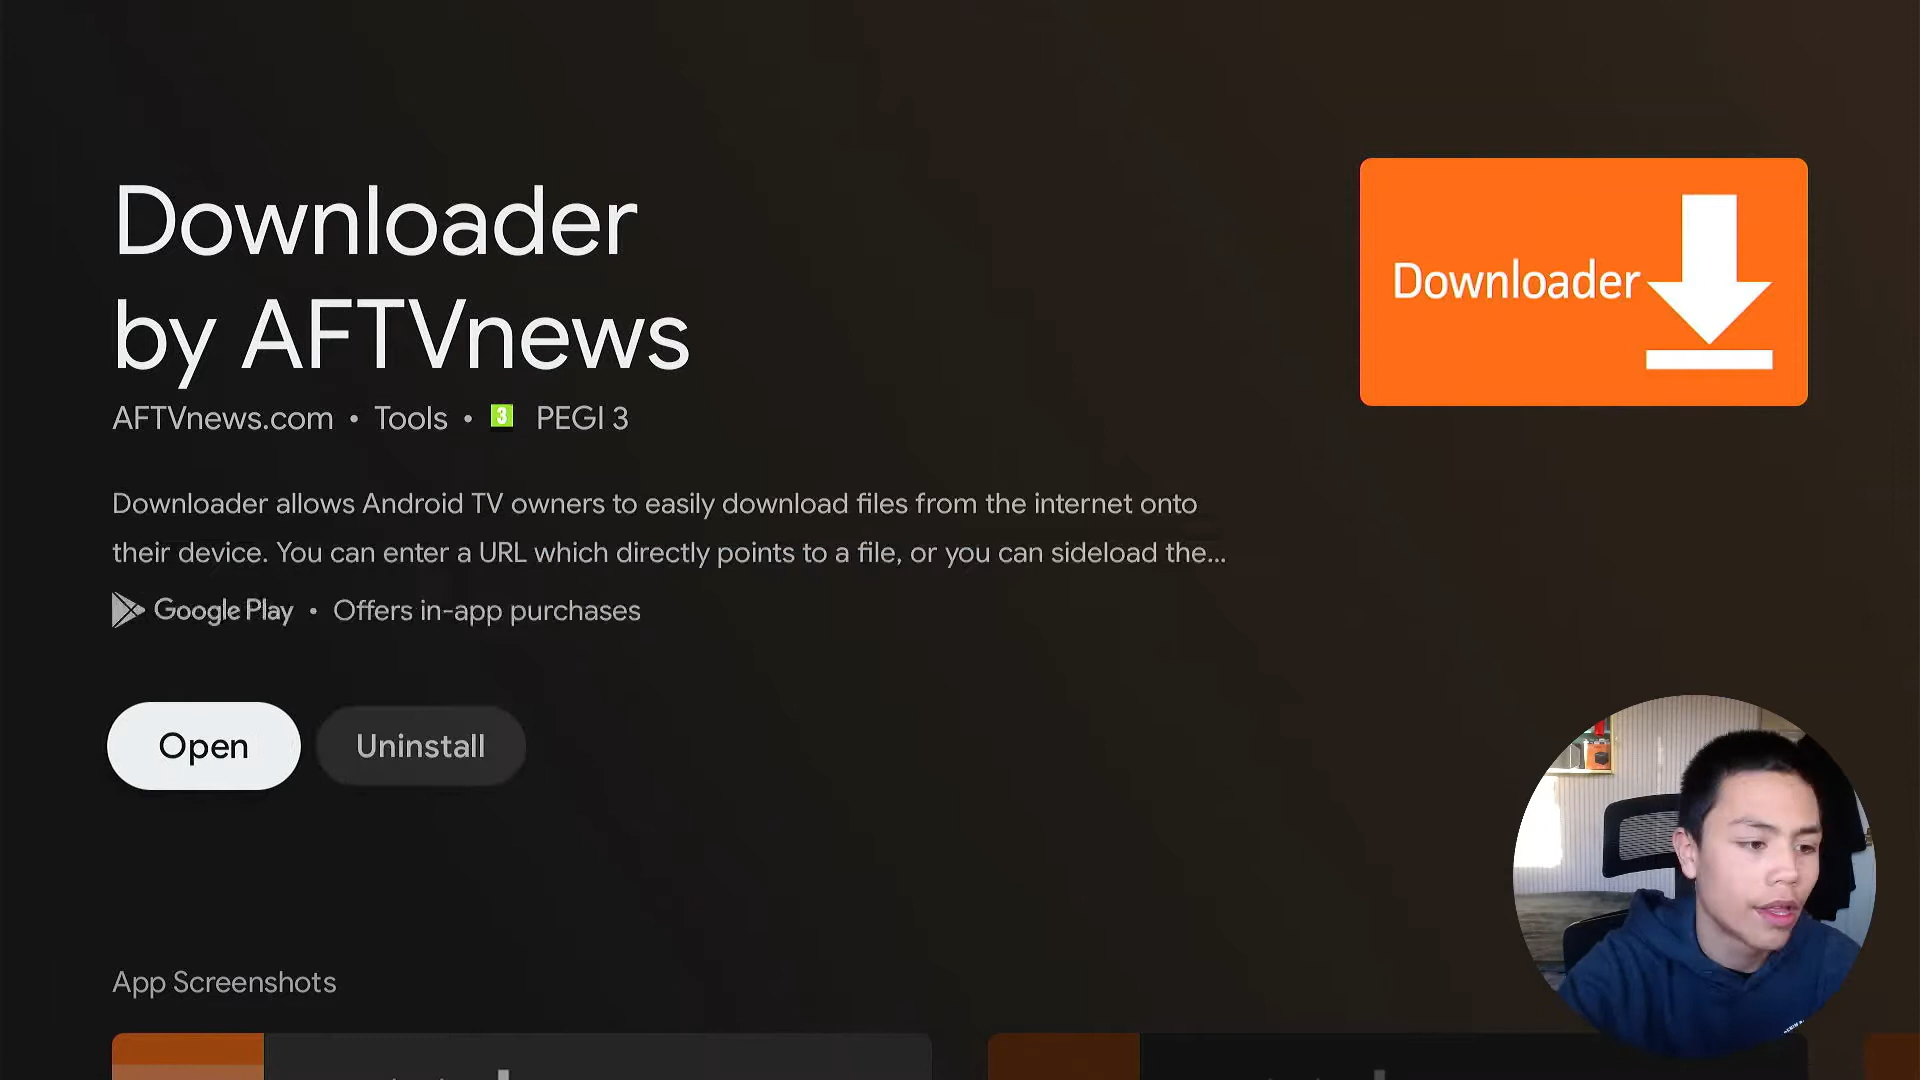 Downloader
by AFTVnews
AFTVnews.com • Tools • 3 PEGI 3
Downloader allows Android TV owners to easily download files from the internet onto
their device. You can enter a URL which directly points to a file, or you can sideload the...
Google Play • Offers in-app purchases
Open
Uninstall
App Screenshots
Downloader